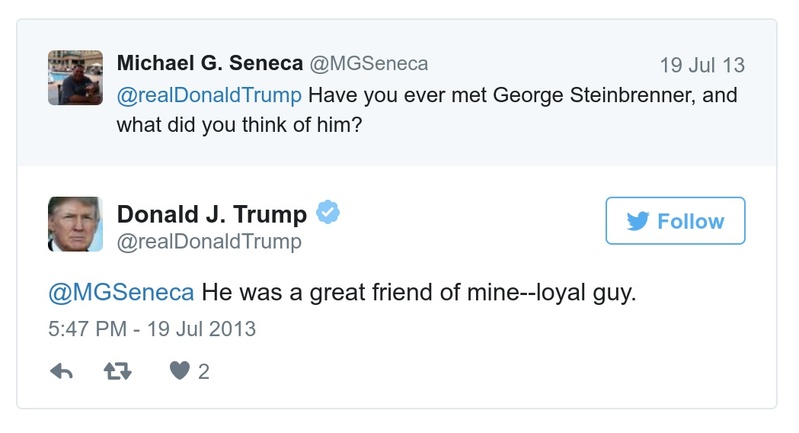 Michael G. Seneca @MGSeneca 19 Jul 13
@realDonaldTrump Have you ever met George Steinbrenner, and
what did you think of him?
Donald J. Trump
@realDonaldTrump
Follow
@MGSeneca He was a great friend of mine--loyal guy.
5:47 PM - 19 Jul 2013
2